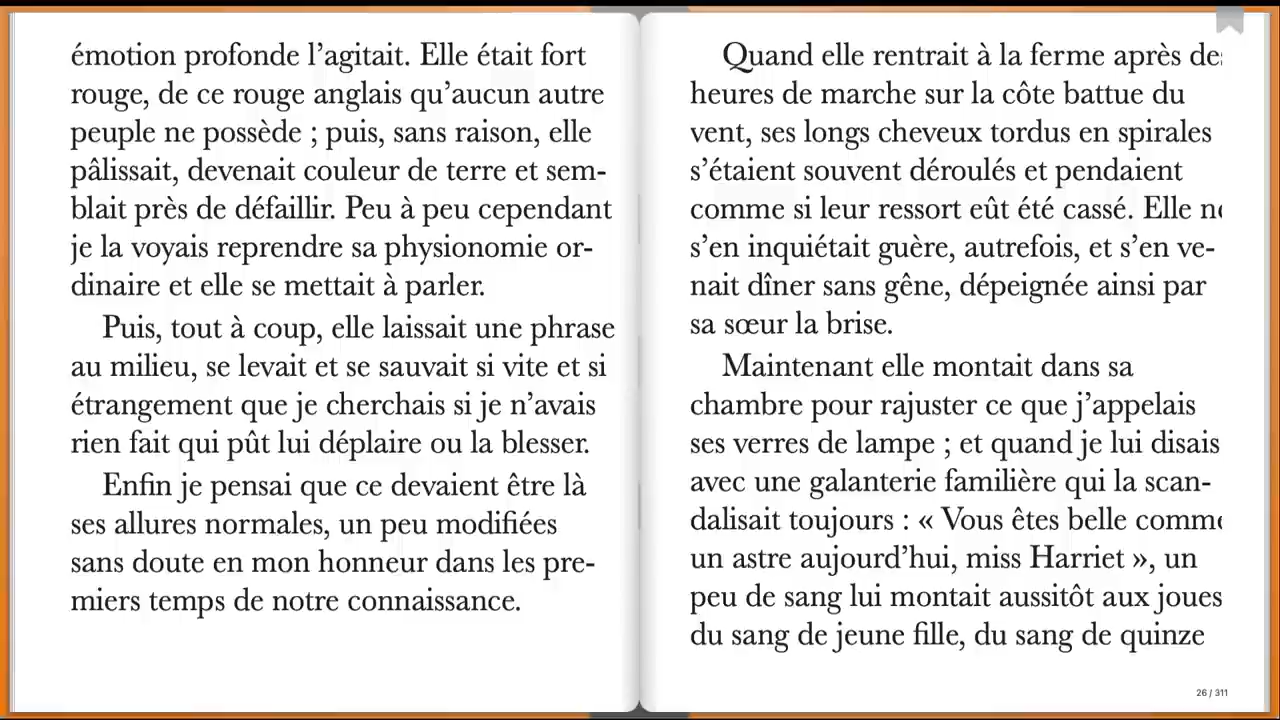 émotion profonde l’agitait. Elle était fort
rouge, de ce rouge anglais qu’aucun autre
peuple ne possède ; puis, sans raison, elle
pâlissait, devenait couleur de terre et sem-
blait près de défaillir. Peu à peu cependant
je la voyais reprendre sa physionomie or-
dinaire et elle se mettait à parler.
Puis, tout à coup, elle laissait une phrase
au milieu, se levait et se sauvait si vite et si
étrangement que je cherchais si je n’avais
rien fait qui pût lui déplaire ou la blesser.
Enfin je pensai que ce devaient être là
ses allures normales, un peu modifiées
sans doute en mon honneur dans les pre-
miers temps de notre connaissance.
Quand elle rentrait à la ferme après des
heures de marche sur la côte battue du
vent, ses longs cheveux tordus en spirales
s’étaient souvent déroulés et pendaient
comme si leur ressort eût été cassé. Elle ne
s’en inquiétait guère, autrefois, et s’en ve-
nait dîner sans gêne, dépeignée ainsi par
sa sœur la brise.
Maintenant elle montait dans sa
chambre pour rajuster ce que j’appelais
ses verres de lampe ; et quand je lui disais
avec une galanterie familière qui la scan-
dalisait toujours : « Vous êtes belle comme
un astre aujourd’hui, miss Harriet », un
peu de sang lui montait aussitôt aux joues
du sang de jeune fille, du sang de quinze
26 / 311